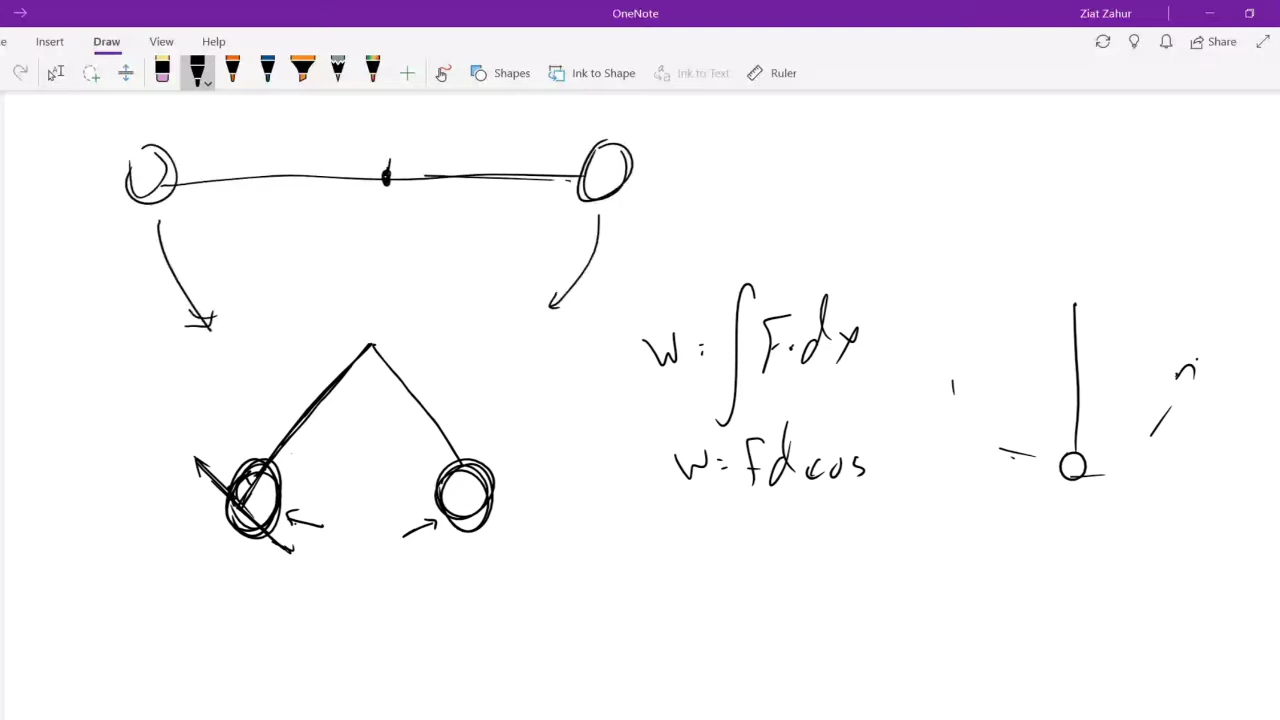 OneNote
Ziat Zahur
Insert Draw View Help
Share
Shapes Ink to Shape Ink to Text Ruler
W = ∫ F · dx
W = Fd cos